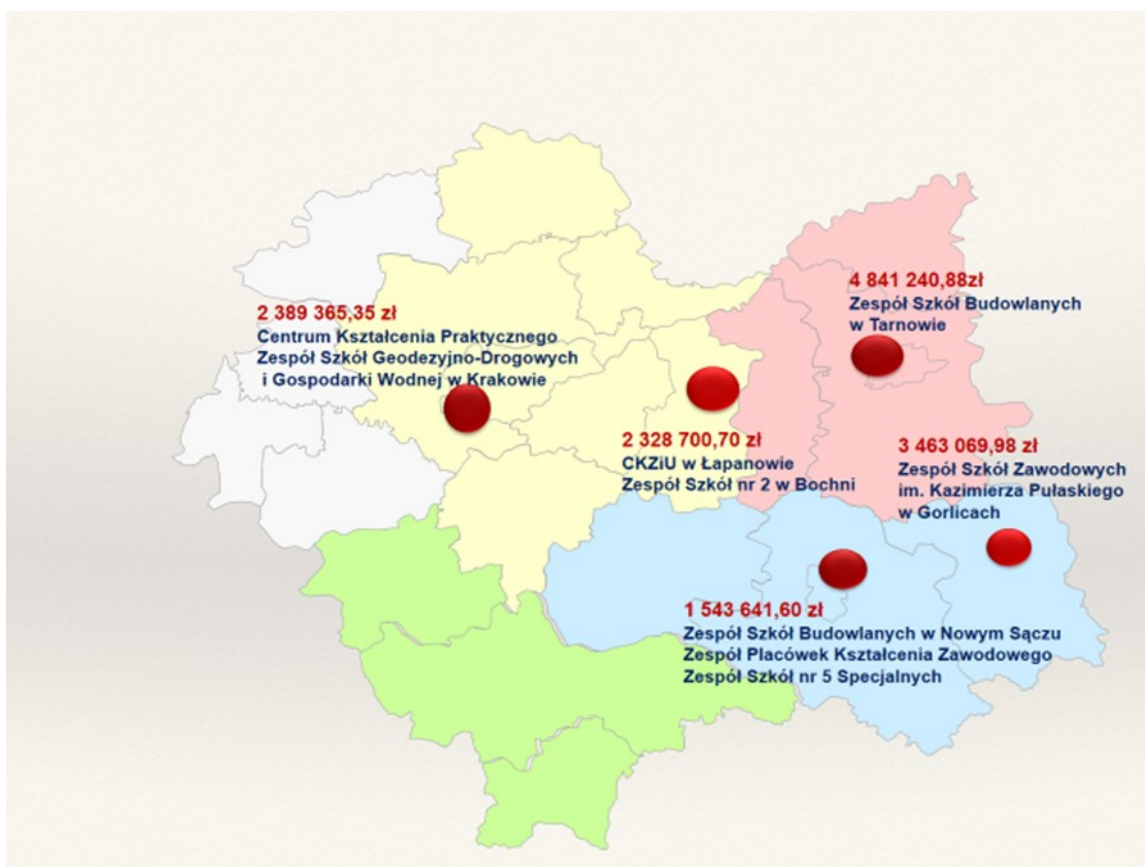 2 389 365,35 zł
Centrum Kształcenia Praktycznego
Zespół Szkół Geodezyjno-Drogowych
i Gospodarki Wodnej w Krakowie
4 841 240,88zł
Zespół Szkół Budowlanych
w Tarnowie
2 328 700,70 zł
CKZiU w Łapanowie
Zespół Szkół nr 2 w Bochni
3 463 069,98 zł
Zespół Szkół Zawodowych
im. Kazimierza Pułaskiego
w Gorlicach
1 543 641,60 zł
Zespół Szkół Budowlanych w Nowym Sączu
Zespół Placówek Kształcenia Zawodowego
Zespół Szkół nr 5 Specjalnych